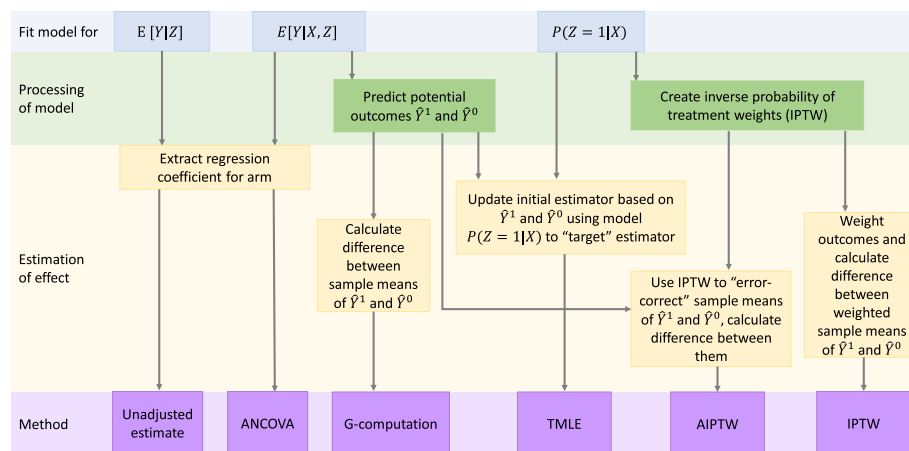 Fit model for
E [Y|Z]
E[Y|X, Z]
P(Z = 1|X)
Processing
of model
Predict potential
outcomes Ŷ¹ and Ŷ⁰
Create inverse probability of
treatment weights (IPTW)
Extract regression
coefficient for arm
Estimation
of effect
Calculate
difference
between
sample means
of Ŷ¹ and Ŷ⁰
Update initial estimator based on
Ŷ¹ and Ŷ⁰ using model
P(Z = 1|X) to “target” estimator
Use IPTW to “error-
correct” sample means
of Ŷ¹ and Ŷ⁰, calculate
difference between
them
Weight
outcomes and
calculate
difference
between
weighted
sample means
of Ŷ¹ and Ŷ⁰
Method
Unadjusted
estimate
ANCOVA
G-computation
TMLE
AIPTW
IPTW